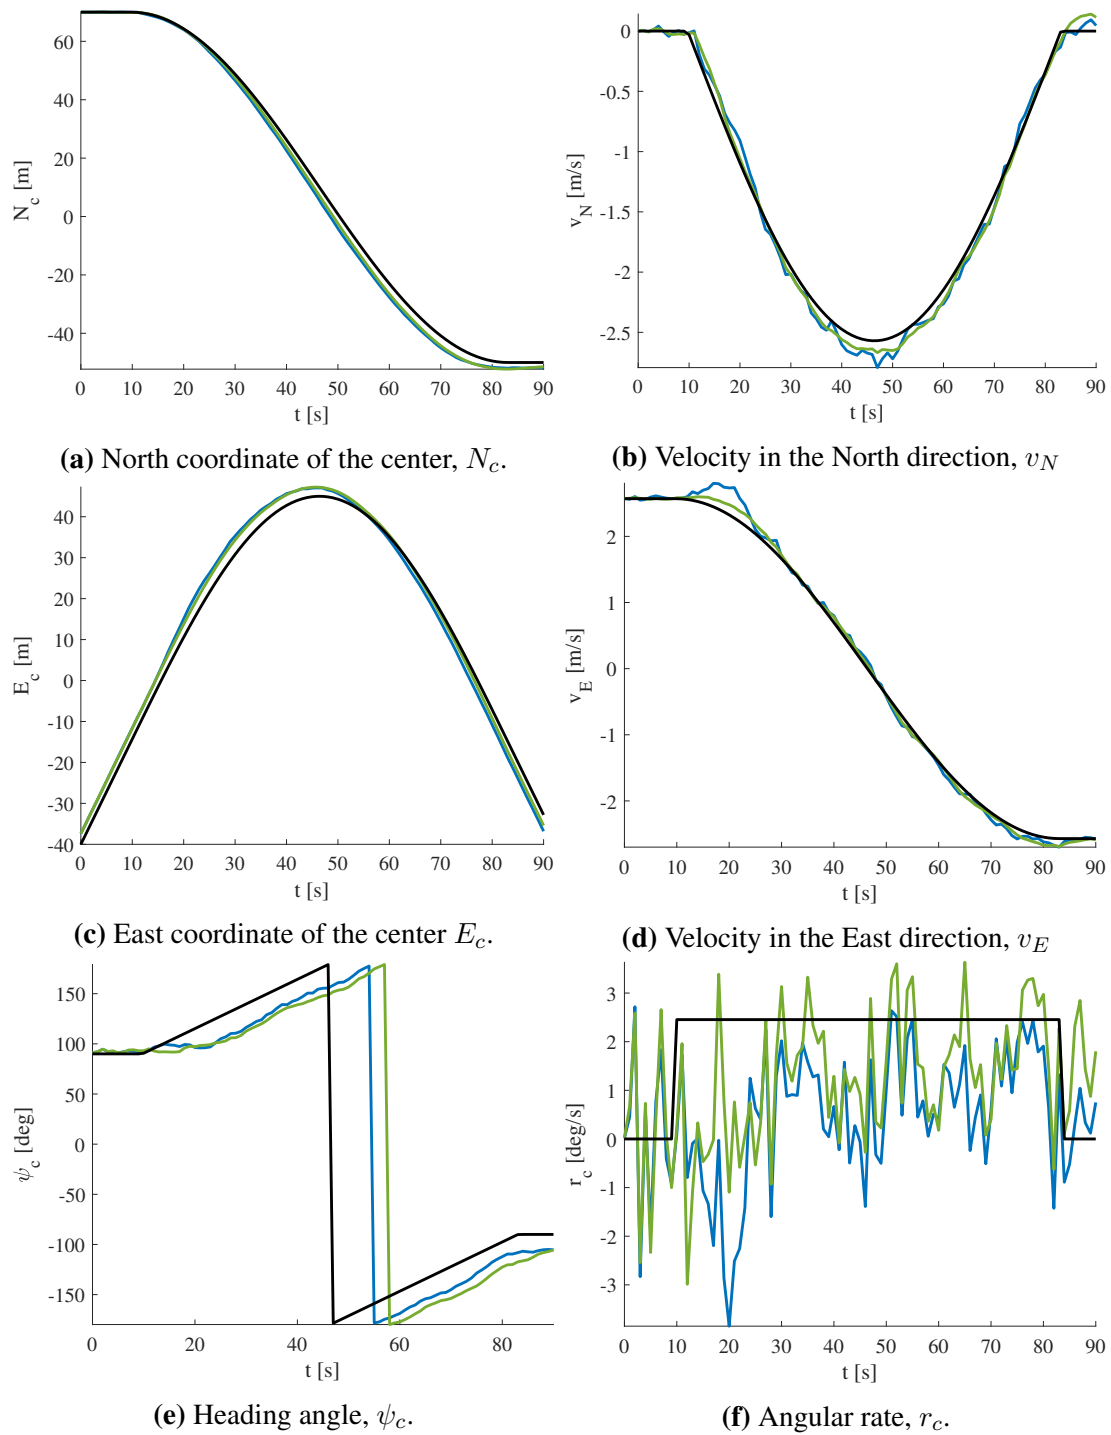 60
40
20
0
-20
-40
N_c [m]
0 10 20 30 40 50 60 70 80 90
t [s]
(a) North coordinate of the center, N_c.
0
-0.5
-1
-1.5
-2
-2.5
v_N [m/s]
0 10 20 30 40 50 60 70 80 90
t [s]
(b) Velocity in the North direction, v_N
40
30
20
10
0
-10
-20
-30
-40
E_c [m]
0 10 20 30 40 50 60 70 80 90
t [s]
(c) East coordinate of the center E_c.
2
1
0
-1
-2
v_E [m/s]
0 10 20 30 40 50 60 70 80 90
t [s]
(d) Velocity in the East direction, v_E
150
100
50
0
-50
-100
-150
ψ_c [deg]
0 20 40 60 80
t [s]
(e) Heading angle, ψ_c.
3
2
1
0
-1
-2
-3
r_c [deg/s]
0 10 20 30 40 50 60 70 80 90
t [s]
(f) Angular rate, r_c.